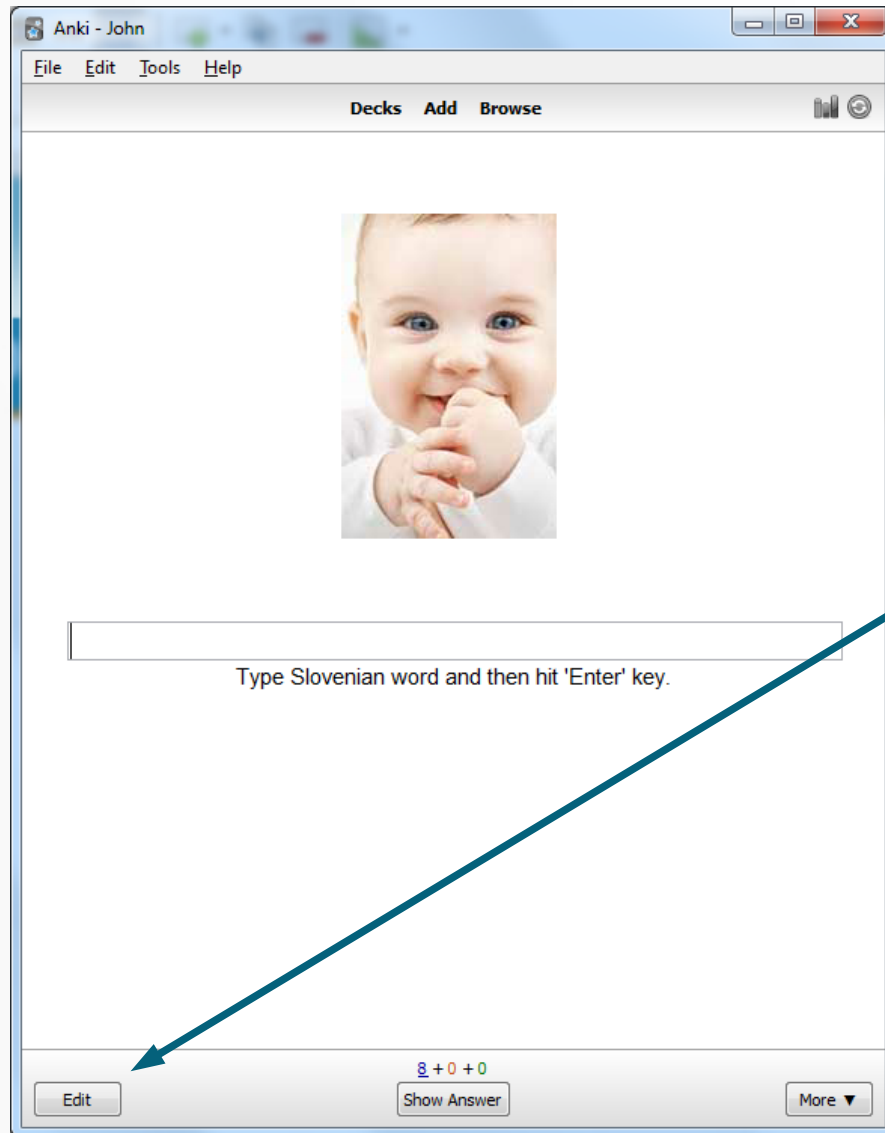 Anki - John
File Edit Tools Help
Decks Add Browse
Type Slovenian word and then hit 'Enter' key.
8 + 0 + 0
Edit Show Answer More ▼